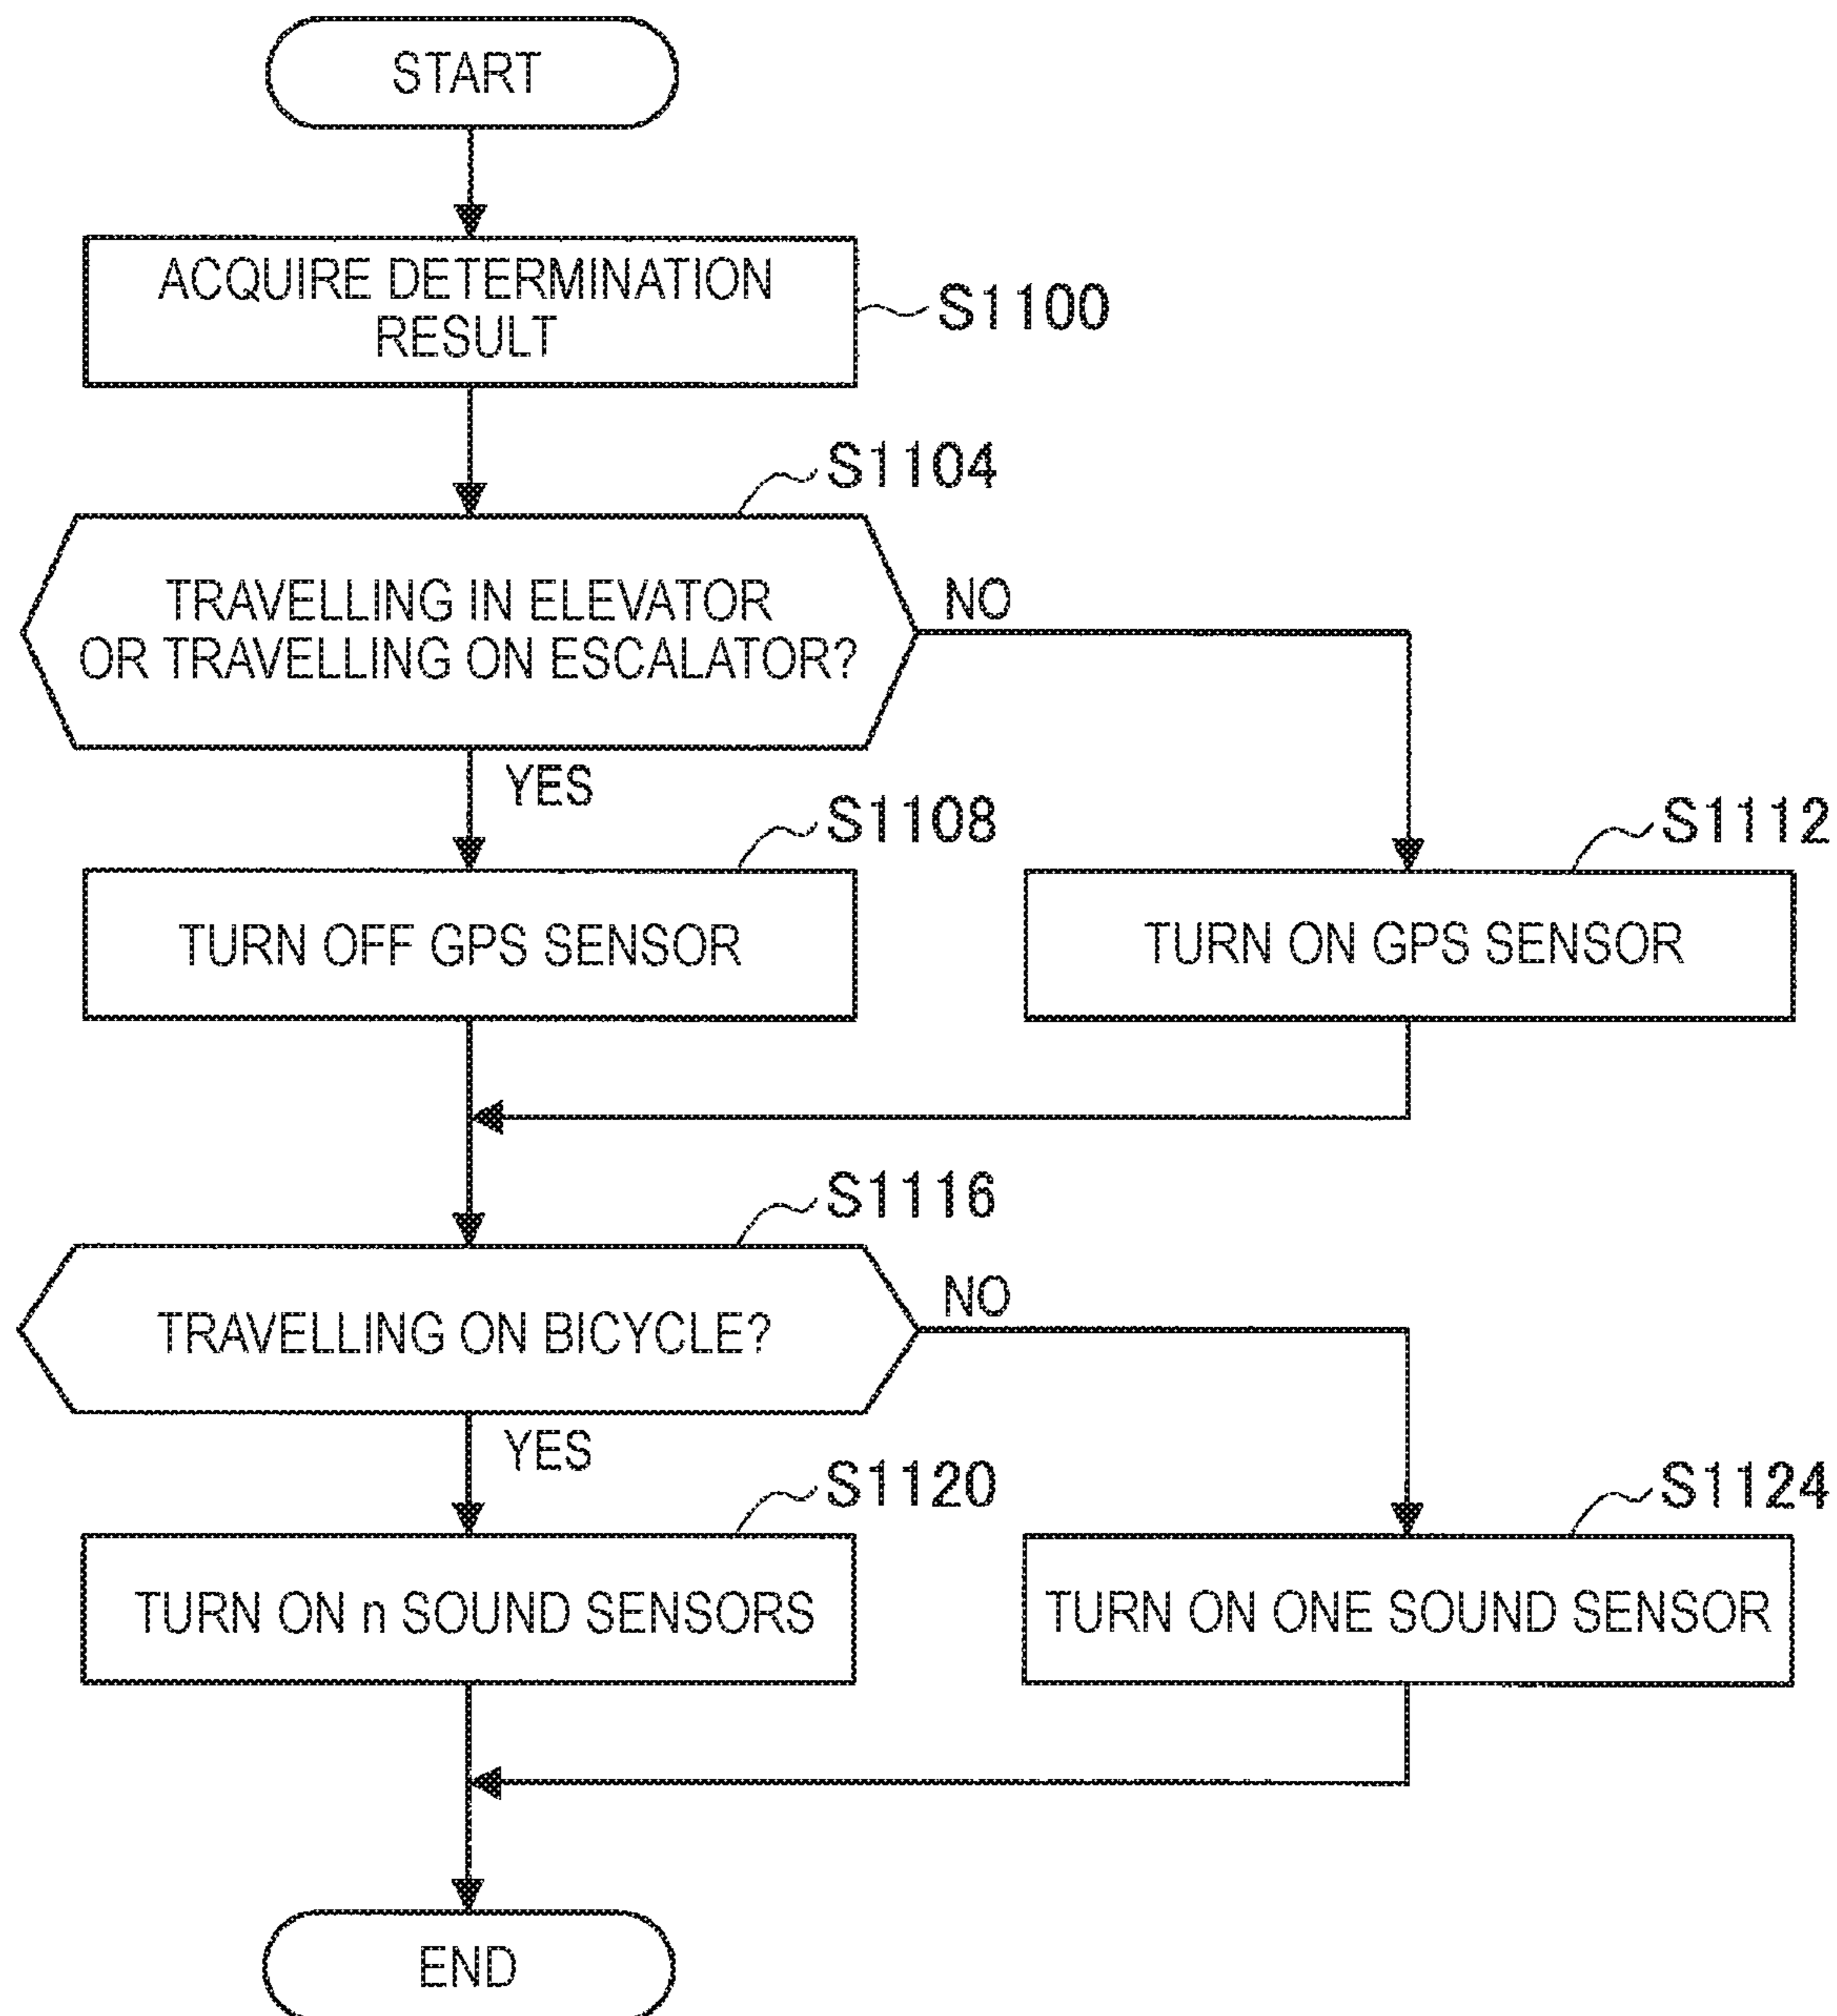 START
ACQUIRE DETERMINATION
RESULT
S1100
S1104
TRAVELLING IN ELEVATOR
OR TRAVELLING ON ESCALATOR?
NO
YES
S1108
S1112
TURN OFF GPS SENSOR
TURN ON GPS SENSOR
S1116
TRAVELLING ON BICYCLE?
NO
YES
S1120
S1124
TURN ON n SOUND SENSORS
TURN ON ONE SOUND SENSOR
END